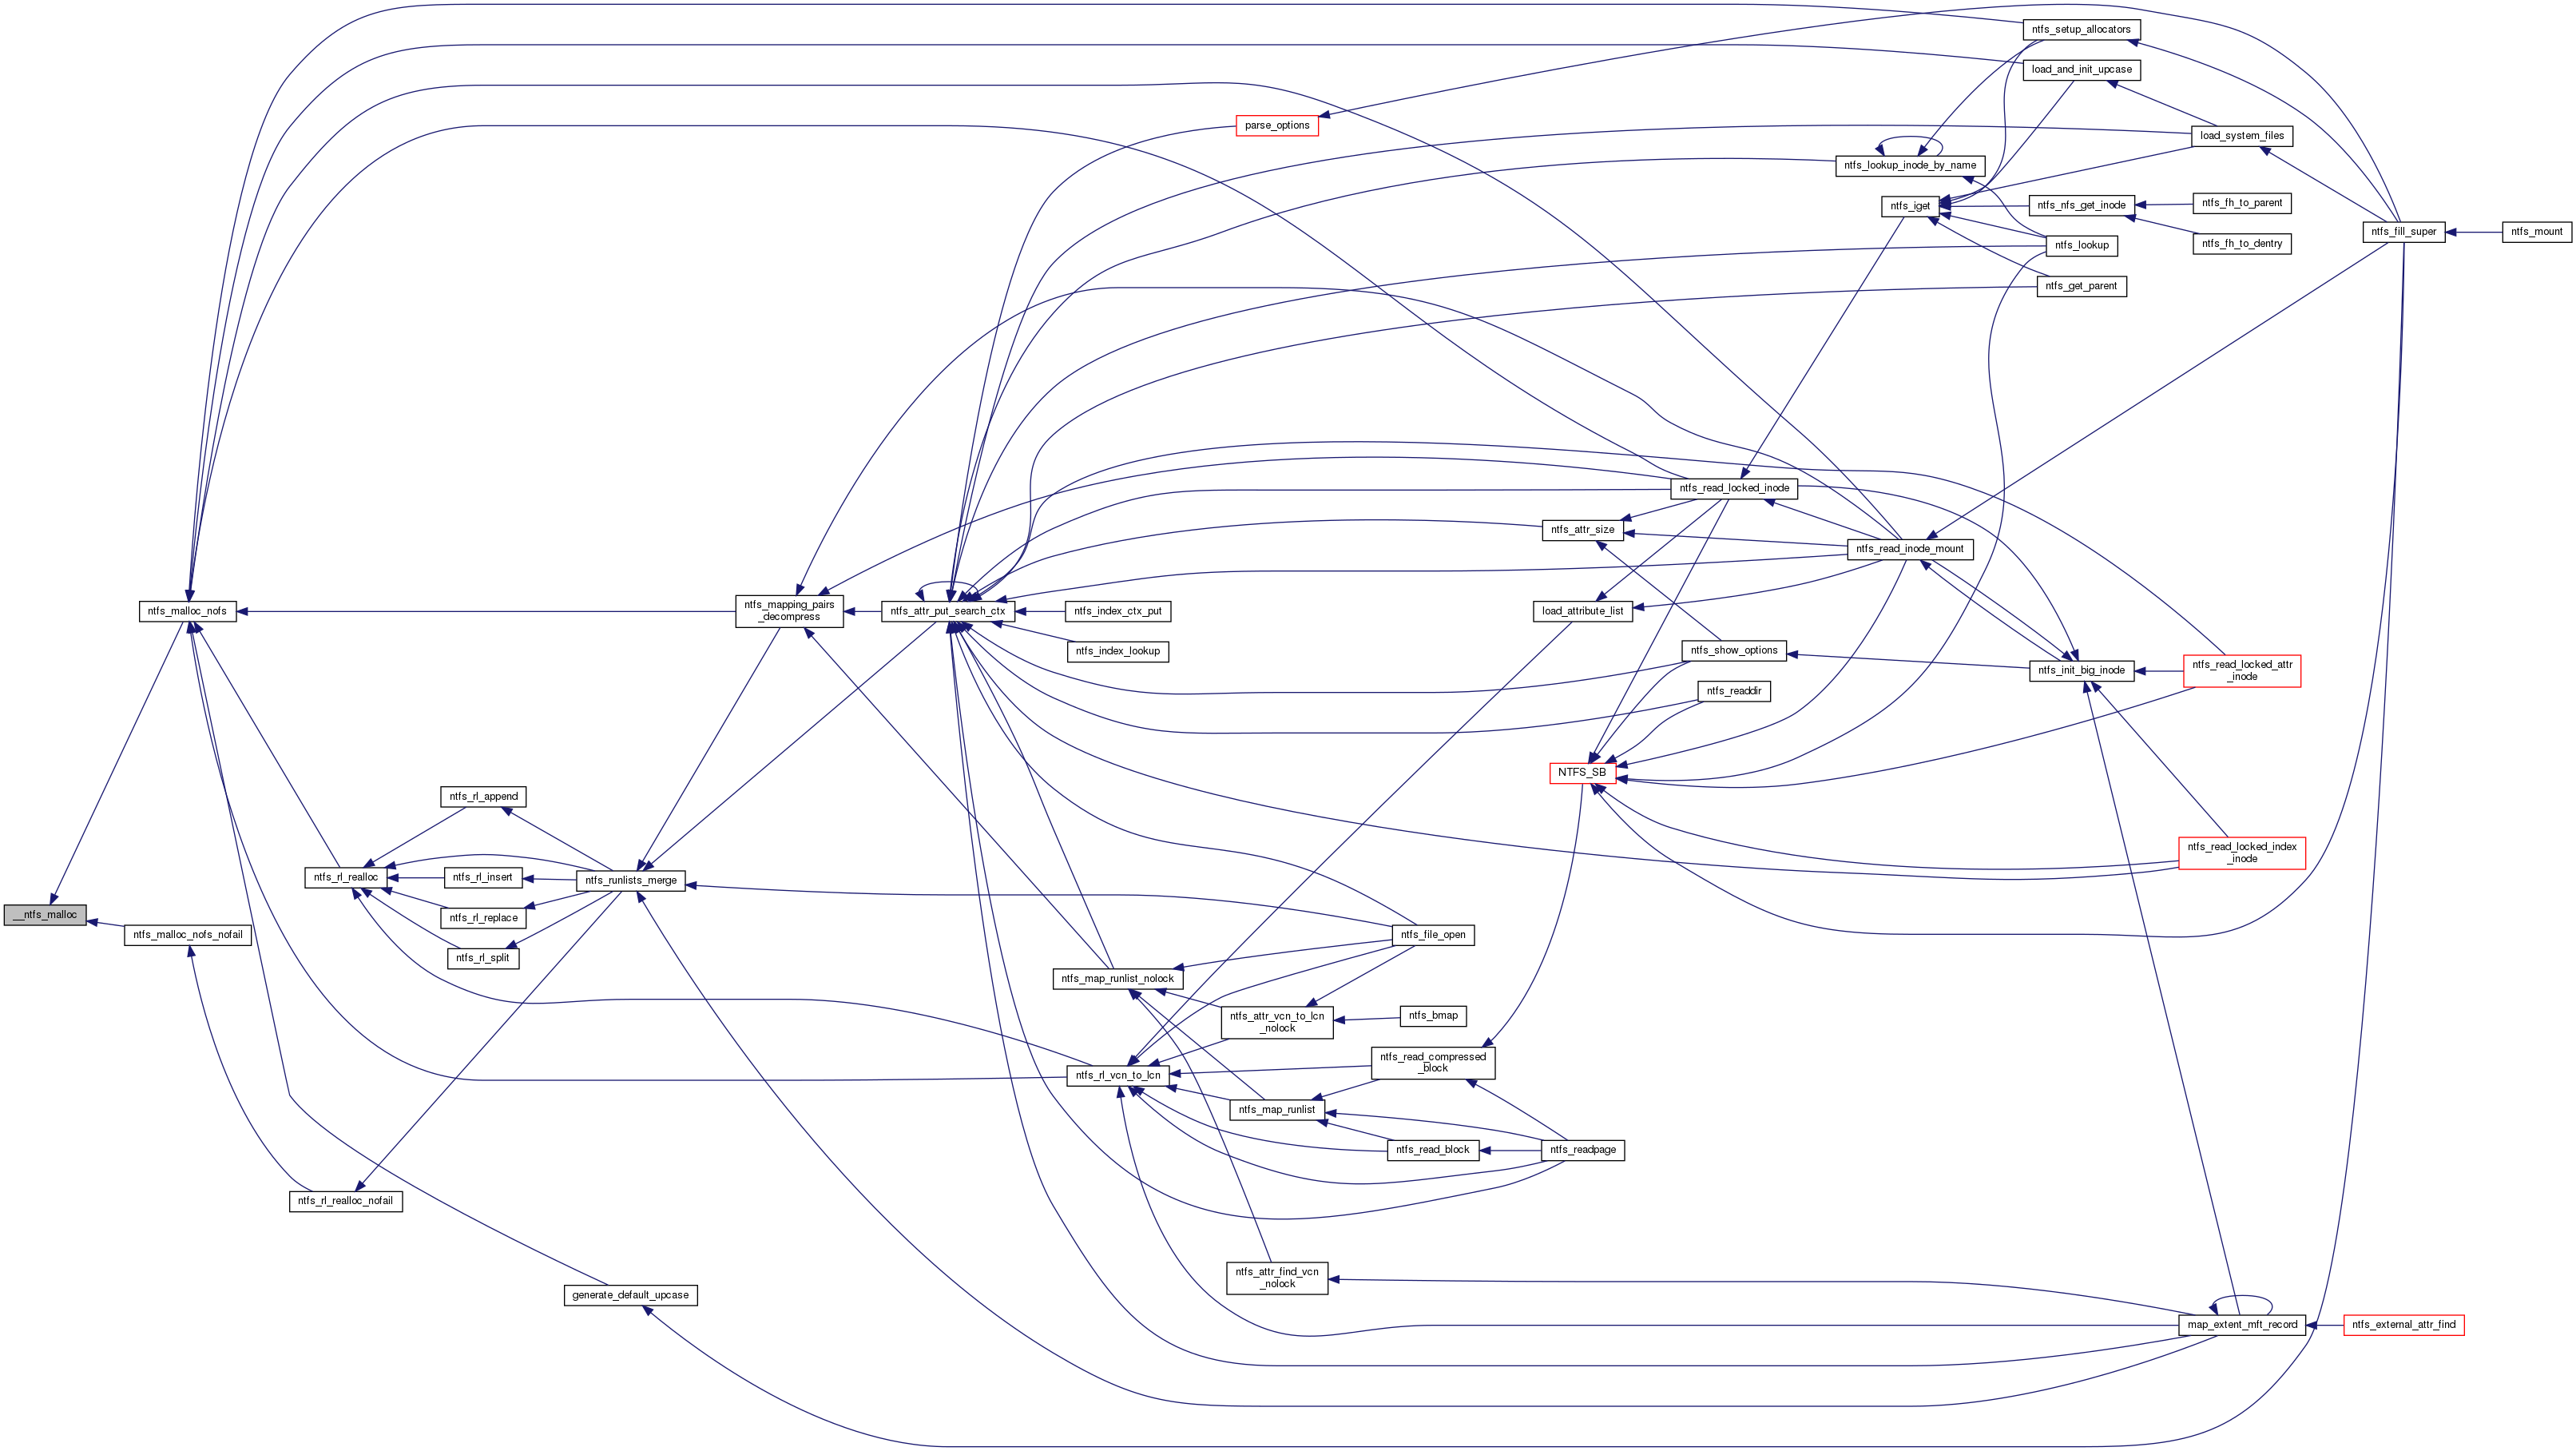 ntfs_setup_allocators
load_and_init_upcase
parse_options
load_system_files
ntfs_lookup_inode_by_name
ntfs_iget
ntfs_nfs_get_inode
ntfs_fh_to_parent
ntfs_fill_super
ntfs_mount
ntfs_lookup
ntfs_fh_to_dentry
ntfs_get_parent
ntfs_read_locked_inode
ntfs_attr_size
ntfs_read_inode_mount
ntfs_malloc_nofs
ntfs_mapping_pairs
_decompress
ntfs_attr_put_search_ctx
ntfs_index_ctx_put
load_attribute_list
ntfs_index_lookup
ntfs_show_options
ntfs_init_big_inode
ntfs_read_locked_attr
_inode
ntfs_readdir
NTFS_SB
ntfs_rl_append
ntfs_read_locked_index
_inode
ntfs_rl_realloc
ntfs_rl_insert
ntfs_runlists_merge
__ntfs_malloc
ntfs_rl_replace
ntfs_malloc_nofs_nofail
ntfs_file_open
ntfs_rl_split
ntfs_map_runlist_nolock
ntfs_attr_vcn_to_lcn
_nolock
ntfs_bmap
ntfs_read_compressed
_block
ntfs_rl_vcn_to_lcn
ntfs_map_runlist
ntfs_read_block
ntfs_readpage
ntfs_rl_realloc_nofail
ntfs_attr_find_vcn
_nolock
generate_default_upcase
map_extent_mft_record
ntfs_external_attr_find